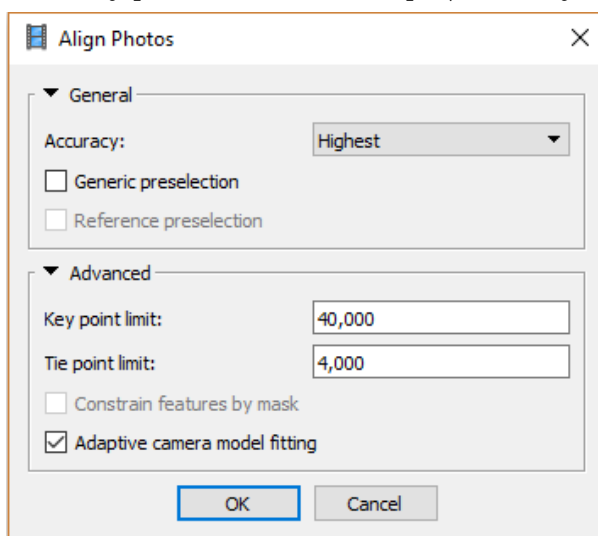 Align Photos
General
Accuracy: Highest
Generic preselection
Reference preselection
Advanced
Key point limit: 40,000
Tie point limit: 4,000
Constrain features by mask
Adaptive camera model fitting
OK Cancel